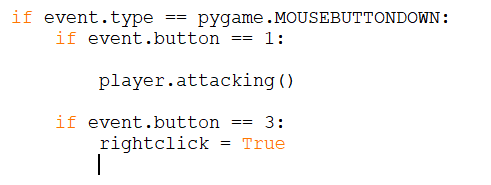 if event.type == pygame.MOUSEBUTTONDOWN:
    if event.button == 1:
        player.attacking()
    if event.button == 3:
        rightclick = True